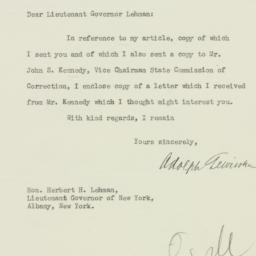 Dear Lieutenant Governor Lehman:
In reference to my article, copy of which
I sent you and of which I also sent a copy to Mr.
John S. Kennedy, Vice Chairman State Commission of
Correction, I enclose copy of a letter which I received
from Mr. Kennedy which I thought might interest you.
With kind regards, I remain
Yours sincerely,
Adolph Lewisohn
Hon. Herbert H. Lehman,
Lieutenant Governor of New York,
Albany, New York.